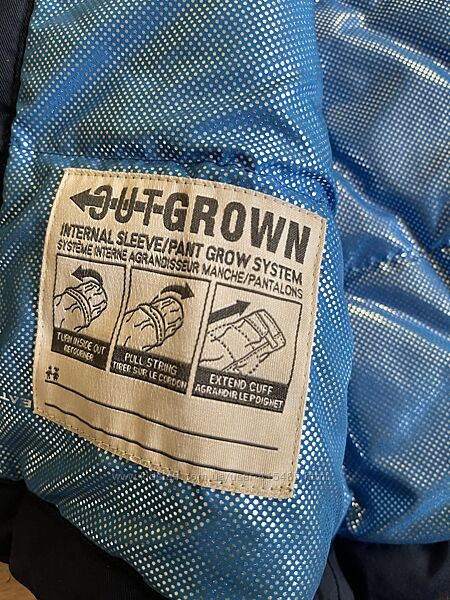 OUTGROWN
INTERNAL SLEEVE/PANT GROW SYSTEM
SYSTÈME INTERNE AGRANDISSEUR MANCHE/PANTALONS
TURN INSIDE OUT
RETOURNER
PULL STRING
TIRER SUR LE CORDON
EXTEND CUFF
AGRANDIR LE POIGNET